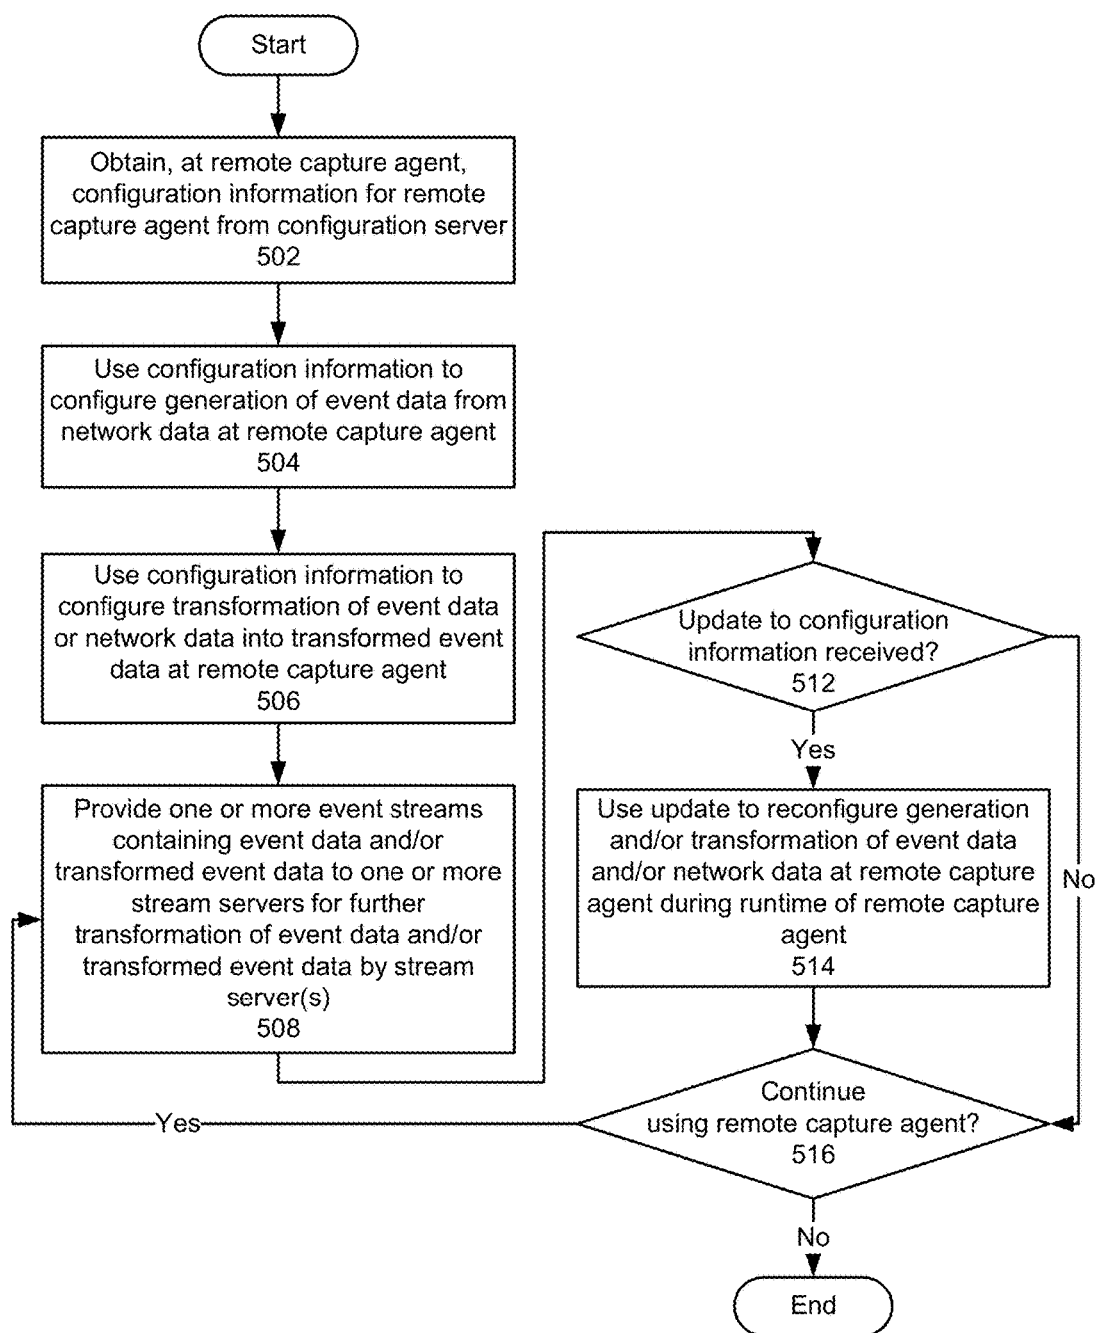 Start
Obtain, at remote capture agent,
configuration information for remote
capture agent from configuration server
502
Use configuration information to
configure generation of event data from
network data at remote capture agent
504
Use configuration information to
configure transformation of event data
or network data into transformed event
data at remote capture agent
506
Provide one or more event streams
containing event data and/or
transformed event data to one or more
stream servers for further
transformation of event data and/or
transformed event data by stream
server(s)
508
Update to configuration
information received?
512
Yes
Use update to reconfigure generation
and/or transformation of event data
and/or network data at remote capture
agent during runtime of remote capture
agent
514
No
Continue
using remote capture agent?
516
Yes
No
End